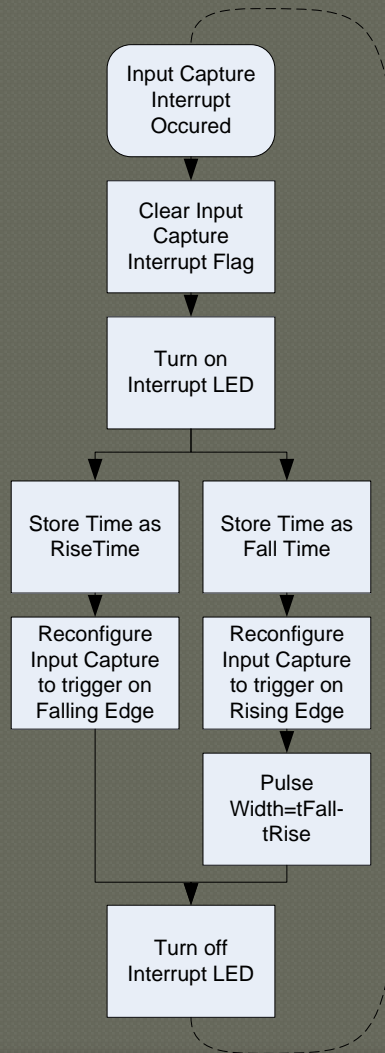 Input Capture
Interrupt
Occured
Clear Input
Capture
Interrupt Flag
Turn on
Interrupt LED
Store Time as
RiseTime
Store Time as
Fall Time
Reconfigure
Input Capture
to trigger on
Falling Edge
Reconfigure
Input Capture
to trigger on
Rising Edge
Pulse
Width=tFall-
tRise
Turn off
Interrupt LED